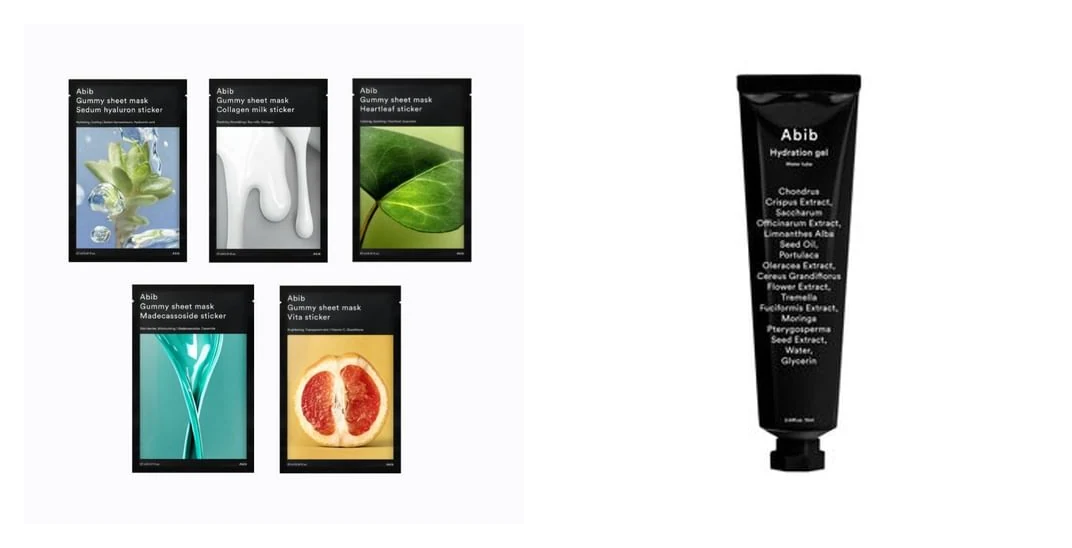 Abib
Gummy sheet mask
Sedum hyaluron sticker
Abib
Gummy sheet mask
Collagen milk sticker
Abib
Gummy sheet mask
Heartleaf sticker
Abib
Gummy sheet mask
Madecassoside sticker
Abib
Gummy sheet mask
Vita sticker
Abib
Hydration gel
Water tube
Chondrus
Crispus Extract,
Saccharum
Officinarum Extract,
Limnanthes Alba
Seed Oil,
Portulaca
Oleracea Extract,
Cereus Grandiflorus
Flower Extract,
Tremella
Fuciformis Extract,
Moringa
Pterygosperma
Seed Extract,
Water,
Glycerin